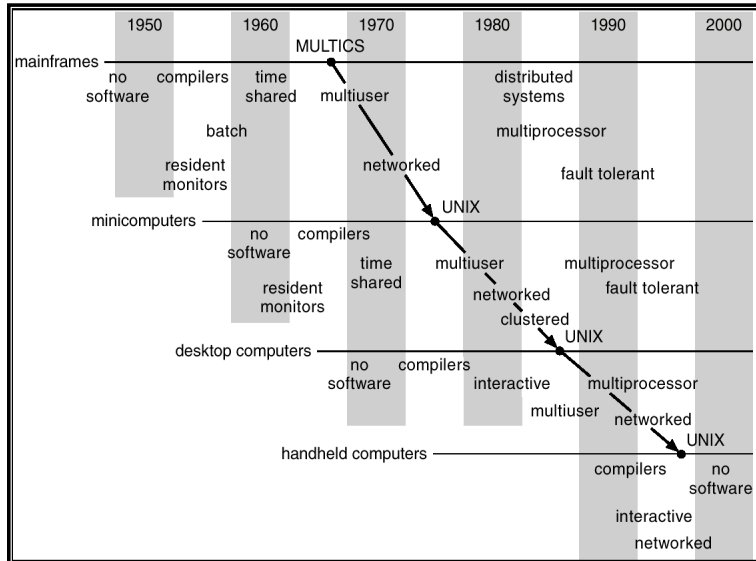 1950 1960 1970 1980 1990 2000
MULTICS
mainframes
no compilers time distributed
software shared multiuser systems
batch multiprocessor
resident networked fault tolerant
monitors
UNIX
minicomputers
no compilers
software time multiuser multiprocessor
resident shared networked fault tolerant
monitors clustered
UNIX
desktop computers
no compilers
software interactive multiprocessor
multiuser networked
UNIX
handheld computers
compilers no
software
interactive
networked